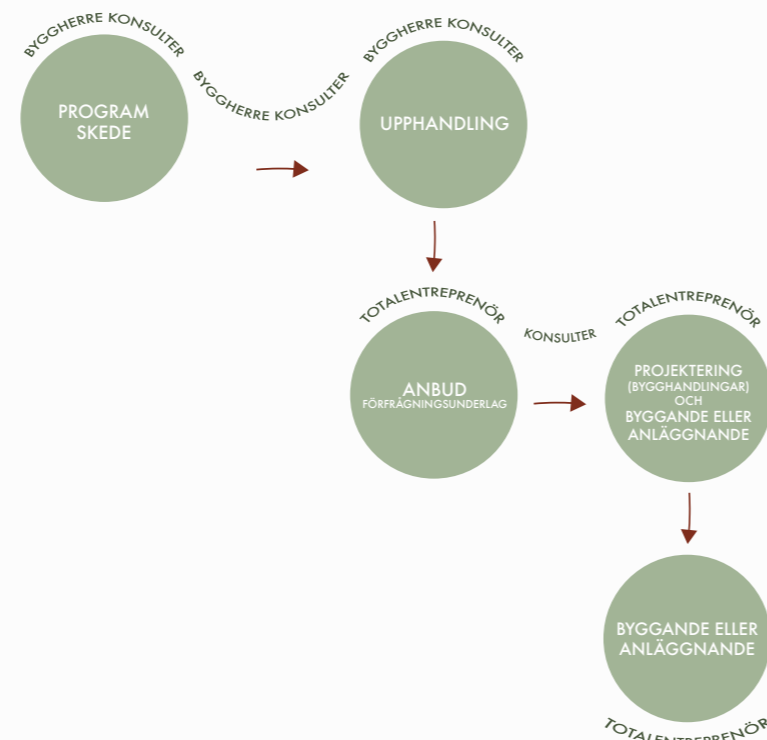 BYGGHERRE KONSULTER
PROGRAM
SKEDE
BYGGHERRE KONSULTER
BYGGHERRE KONSULTER
UPPHANDLING
TOTALENTREPRENÖR
ANBUD
FÖRFRÅGNINGSUNDERLAG
KONSULTER
TOTALENTREPRENÖR
PROJEKTERING
(BYGGHANDLINGAR)
OCH
BYGGANDE ELLER
ANLÄGGNANDE
BYGGANDE ELLER
ANLÄGGNANDE
TOTALENTREPRENÖR